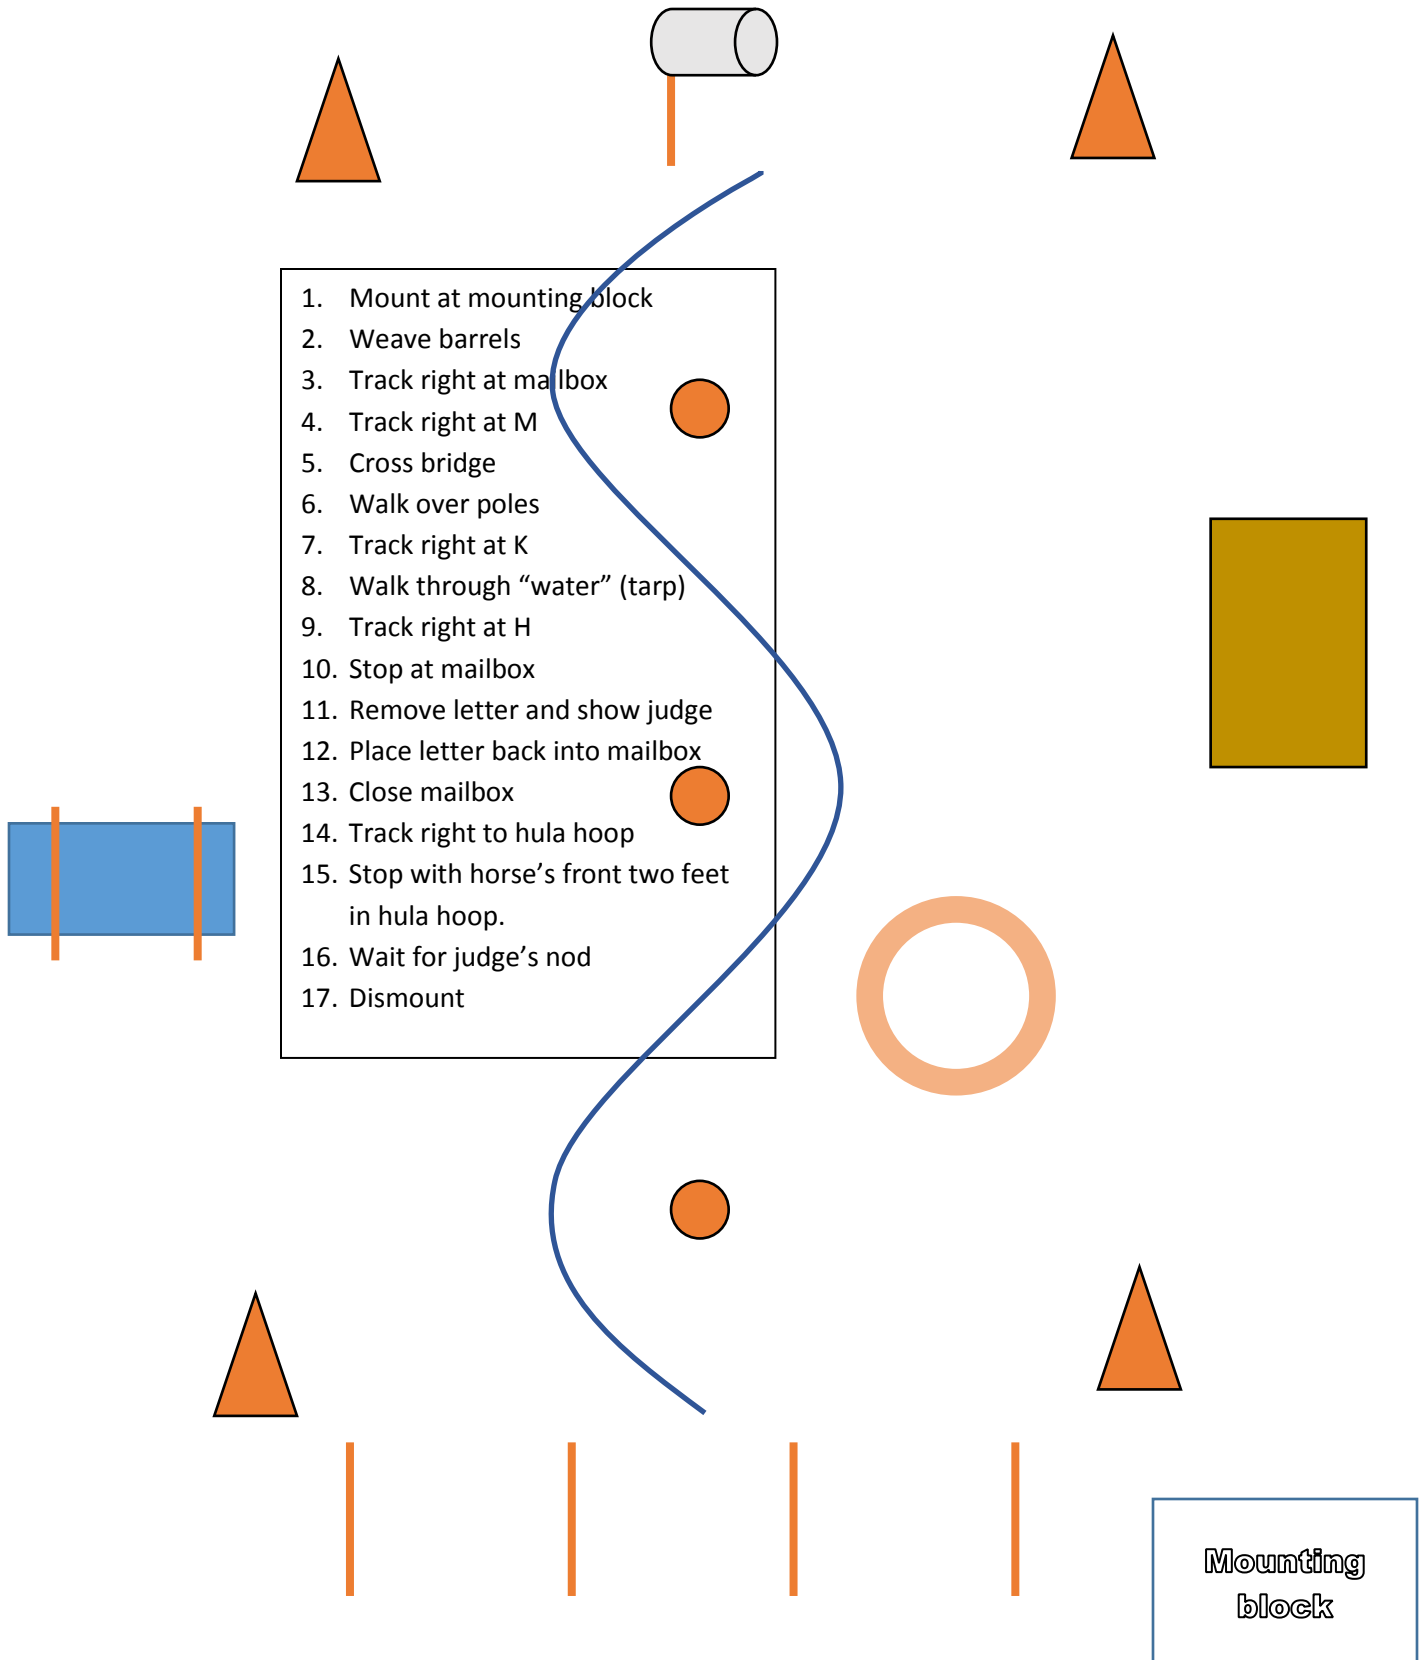 1. Mount at mounting block
2. Weave barrels
3. Track right at mailbox
4. Track right at M
5. Cross bridge
6. Walk over poles
7. Track right at K
8. Walk through “water” (tarp)
9. Track right at H
10. Stop at mailbox
11. Remove letter and show judge
12. Place letter back into mailbox
13. Close mailbox
14. Track right to hula hoop
15. Stop with horse’s front two feet
in hula hoop.
16. Wait for judge’s nod
17. Dismount
Mounting
block